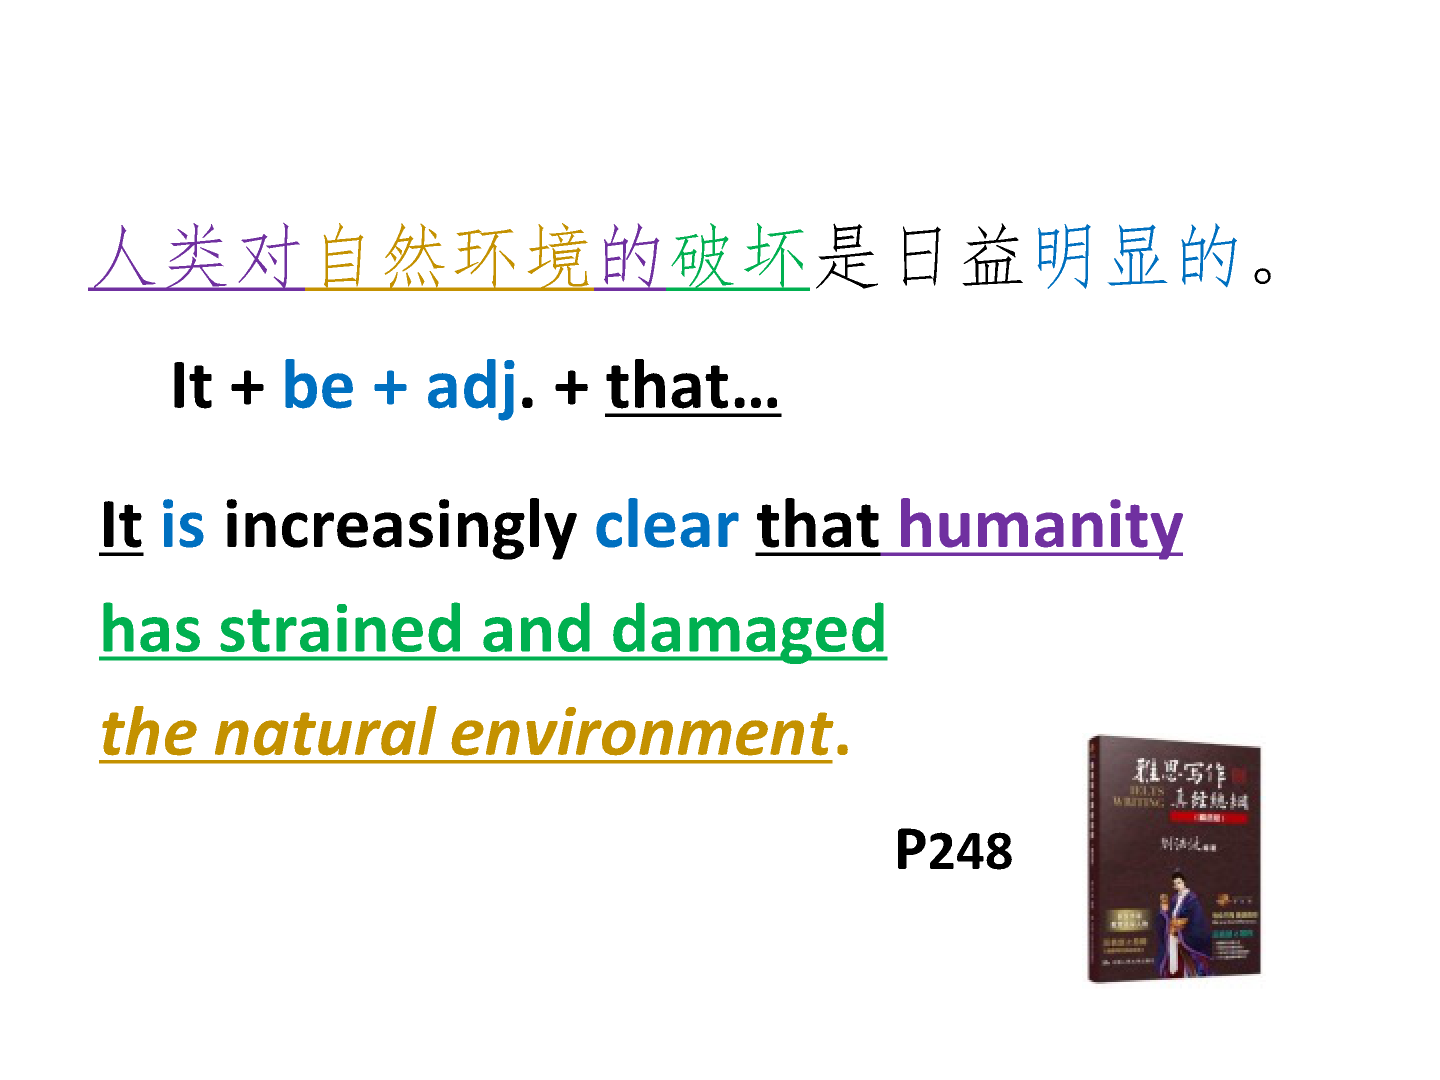 人类对自然环境的破坏是日益明显的。
It + be + adj. + that…
It is increasingly clear that humanity
has strained and damaged
the natural environment.
P248
雅思写作
IELTS
WRITING
真经总纲
刘洪波